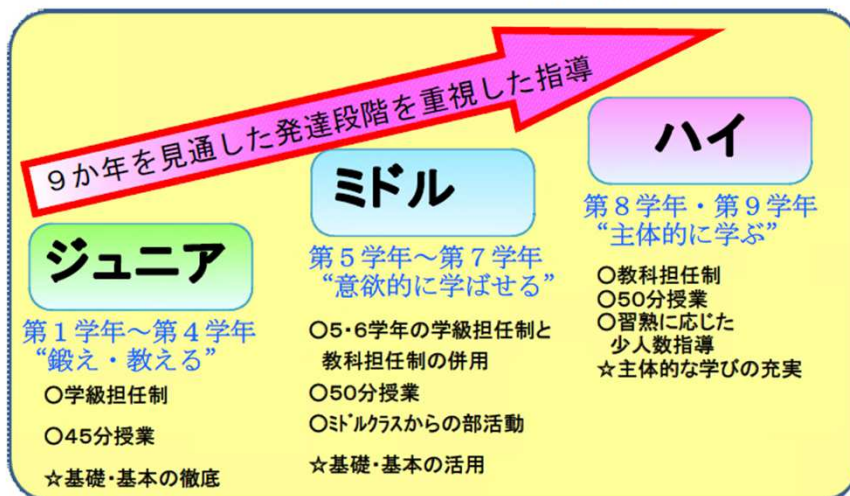 ９か年を見通した発達段階を重視した指導
ジュニア
第１学年～第４学年
“鍛え・教える”
○学級担任制
○45分授業
☆基礎・基本の徹底
ミドル
第５学年～第７学年
“意欲的に学ばせる”
○5・6学年の学級担任制と
教科担任制の併用
○50分授業
○ﾐﾄﾞﾙクラスからの部活動
☆基礎・基本の活用
ハイ
第８学年・第９学年
“主体的に学ぶ”
○教科担任制
○50分授業
○習熟に応じた
少人数指導
☆主体的な学びの充実